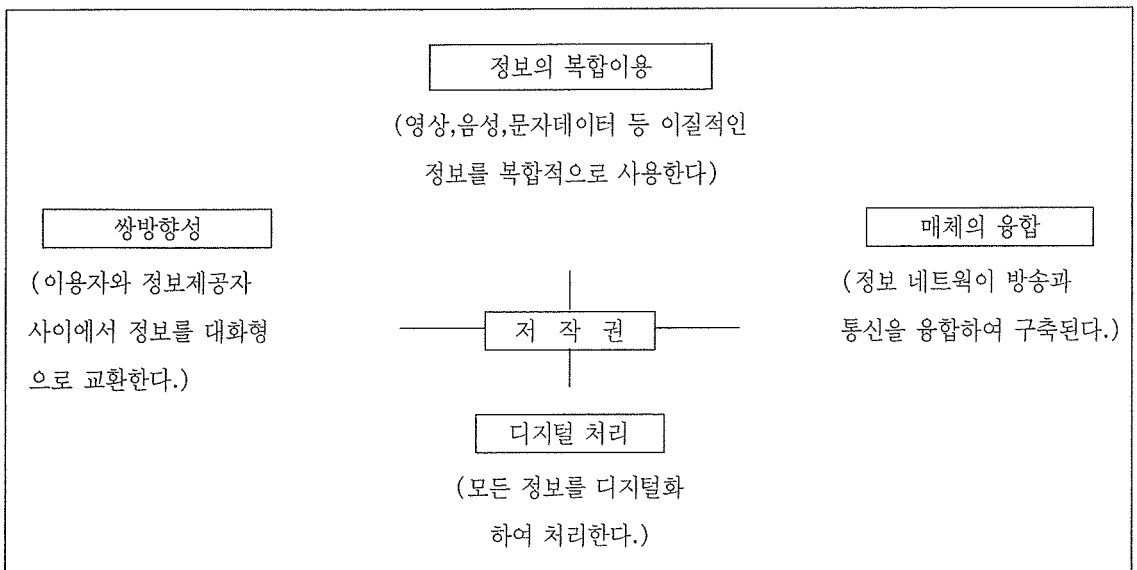 정보의 복합이용
(영상,음성,문자데이터 등 이질적인
정보를 복합적으로 사용한다)
쌍방향성
(이용자와 정보제공자
사이에서 정보를 대화형
으로 교환한다.)
매체의 융합
(정보 네트웍이 방송과
통신을 융합하여 구축된다.)
저 작 권
디지털 처리
(모든 정보를 디지털화
하여 처리한다.)